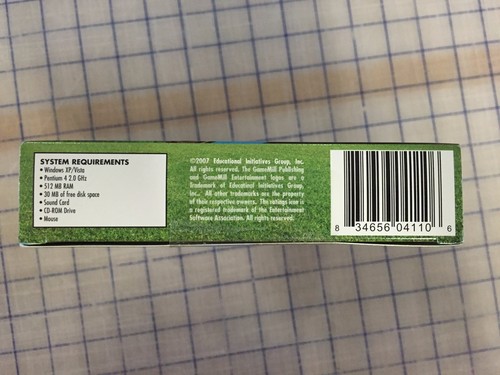 SYSTEM REQUIREMENTS
• Windows XP/Vista
• Pentium 4 2.0 GHz
• 512 MB RAM
• 30 MB of free disk space
• Sound Card
• CD-ROM Drive
• Mouse
©2007 Educational Initiatives Group, Inc.
All rights reserved. The GameMill Publishing
and GameMill Entertainment logos are a
Trademark of Educational Initiatives Group,
Inc. All other trademarks are the property
of their respective owners. The ratings icon is
a registered trademark of the Entertainment
Software Association. All rights reserved.
8 34656 04110 6